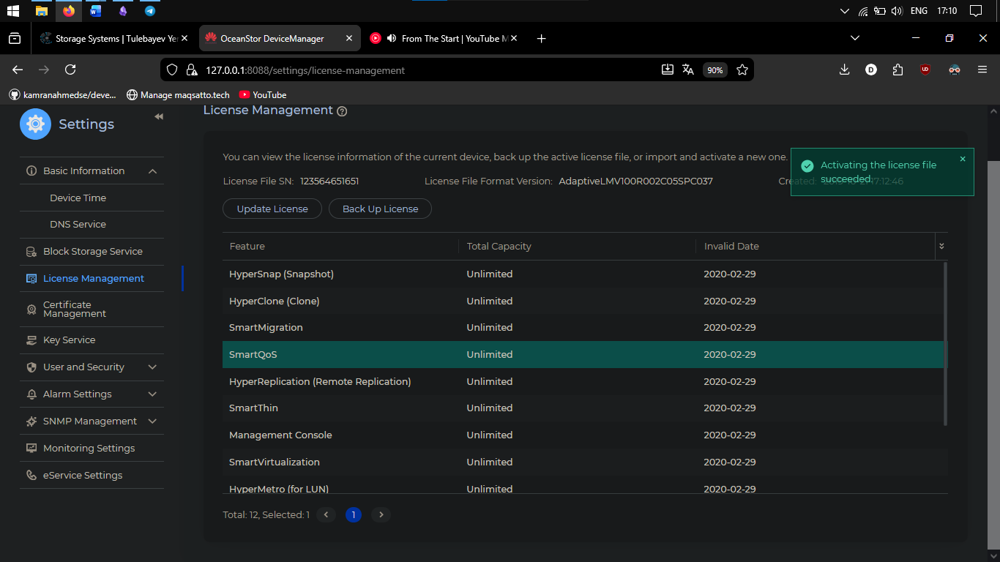 ENG 17:10
Storage Systems | Tulebayev Ye
OceanStor DeviceManager
From The Start | YouTube M
127.0.0.1:8088/settings/license-management
90%
kamranahmedse/deve...
Manage maqsatto.tech
YouTube
Settings
Basic Information
Device Time
DNS Service
Block Storage Service
License Management
Certificate
Management
Key Service
User and Security
Alarm Settings
SNMP Management
Monitoring Settings
eService Settings
License Management
You can view the license information of the current device, back up the active license file, or import and activate a new one.
License File SN: 123564651651 License File Format Version: AdaptiveLMV100R002C05SPC037 Created:
Activating the license file
succeeded.
Update License Back Up License
Feature Total Capacity Invalid Date
HyperSnap (Snapshot) Unlimited 2020-02-29
HyperClone (Clone) Unlimited 2020-02-29
SmartMigration Unlimited 2020-02-29
SmartQoS Unlimited 2020-02-29
HyperReplication (Remote Replication) Unlimited 2020-02-29
SmartThin Unlimited 2020-02-29
Management Console Unlimited 2020-02-29
SmartVirtualization Unlimited 2020-02-29
HyperMetro (for LUN) Unlimited 2020-02-29
Total: 12, Selected: 1 1